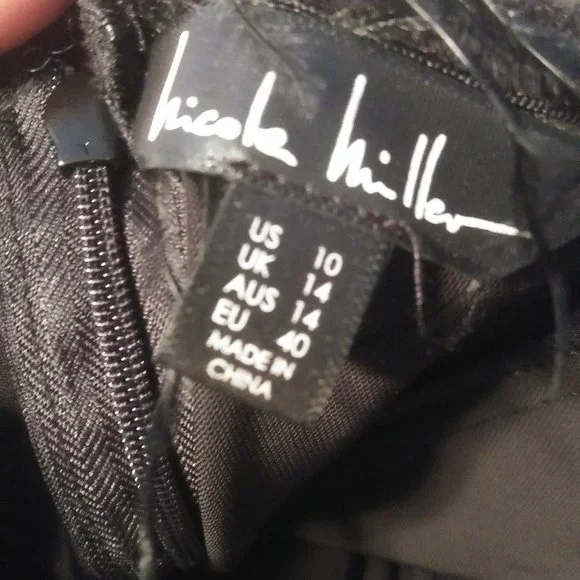 nicole miller
US 10
UK 14
AUS 14
EU 40
MADE IN
CHINA